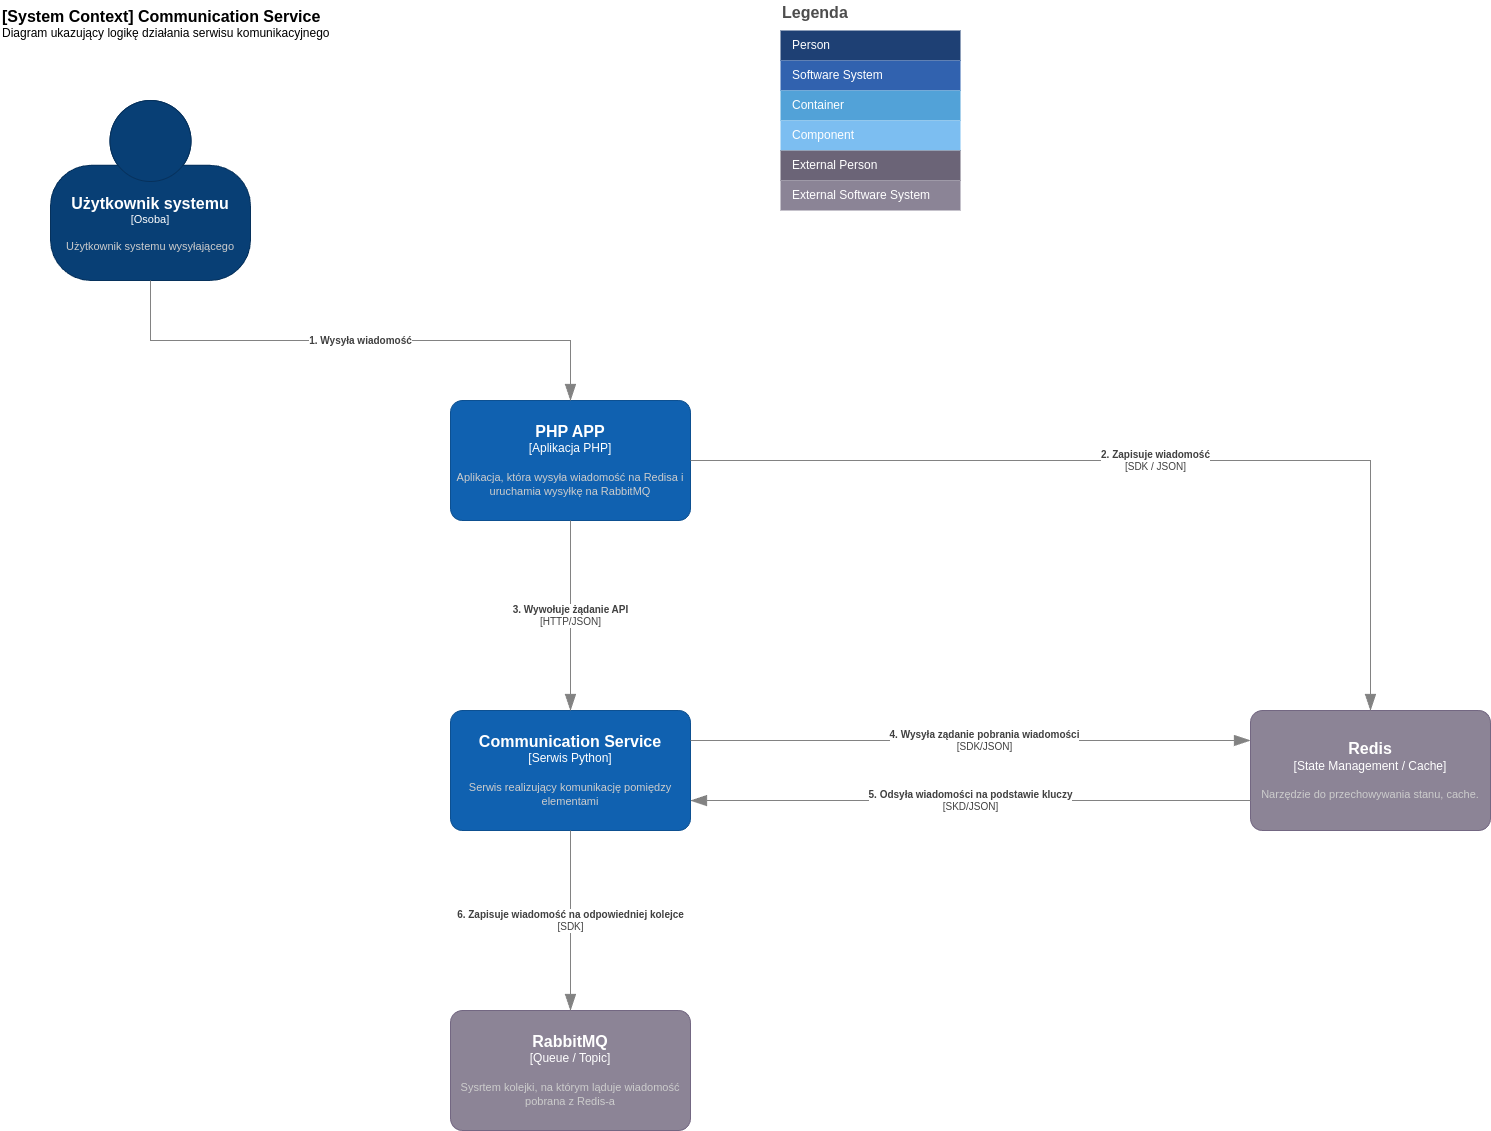 [System Context] Communication Service
Diagram ukazujący logikę działania serwisu komunikacyjnego
Legenda
Person
Software System
Container
Component
External Person
External Software System
Użytkownik systemu
[Osoba]
Użytkownik systemu wysyłającego
1. Wysyła wiadomość
PHP APP
[Aplikacja PHP]
Aplikacja, która wysyła wiadomość na Redisa i
uruchamia wysyłkę na RabbitMQ
2. Zapisuje wiadomość
[SDK / JSON]
3. Wywołuje żądanie API
[HTTP/JSON]
Communication Service
[Serwis Python]
Serwis realizujący komunikację pomiędzy
elementami
4. Wysyła ządanie pobrania wiadomości
[SDK/JSON]
5. Odsyła wiadomości na podstawie kluczy
[SKD/JSON]
Redis
[State Management / Cache]
Narzędzie do przechowywania stanu, cache.
6. Zapisuje wiadomość na odpowiedniej kolejce
[SDK]
RabbitMQ
[Queue / Topic]
Sysrtem kolejki, na którym ląduje wiadomość
pobrana z Redis-a